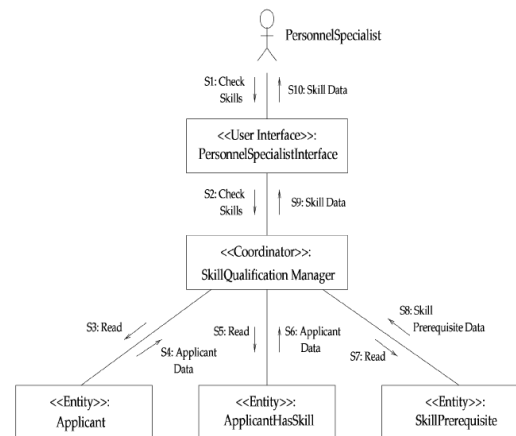 PersonnelSpecialist
S1: Check
Skills
S10: Skill Data
<<User Interface>>:
PersonnelSpecialistInterface
S2: Check
Skills
S9: Skill Data
<<Coordinator>>:
SkillQualification Manager
S3: Read
S4: Applicant
Data
S5: Read
S6: Applicant
Data
S8: Skill
Prerequisite Data
S7: Read
<<Entity>>:
Applicant
<<Entity>>:
ApplicantHasSkill
<<Entity>>:
SkillPrerequisite